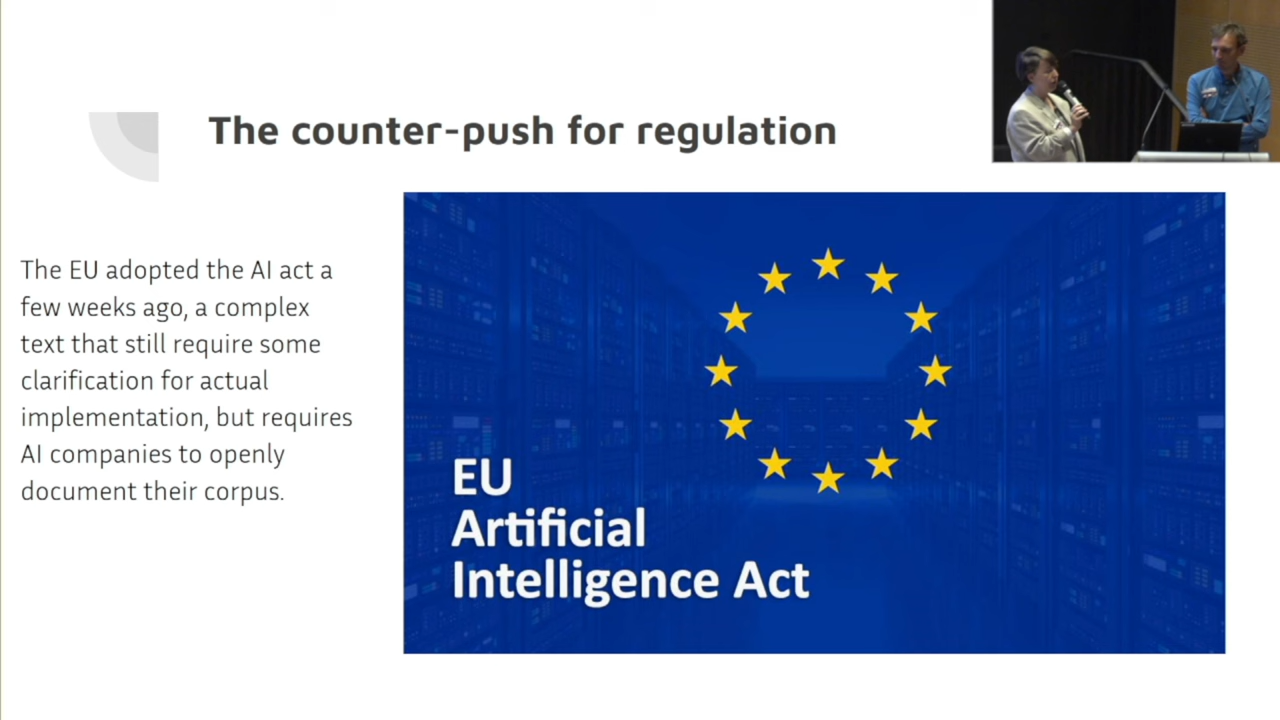 The counter-push for regulation
The EU adopted the AI act a
few weeks ago, a complex
text that still require some
clarification for actual
implementation, but requires
AI companies to openly
document their corpus.
EU
Artificial
Intelligence Act